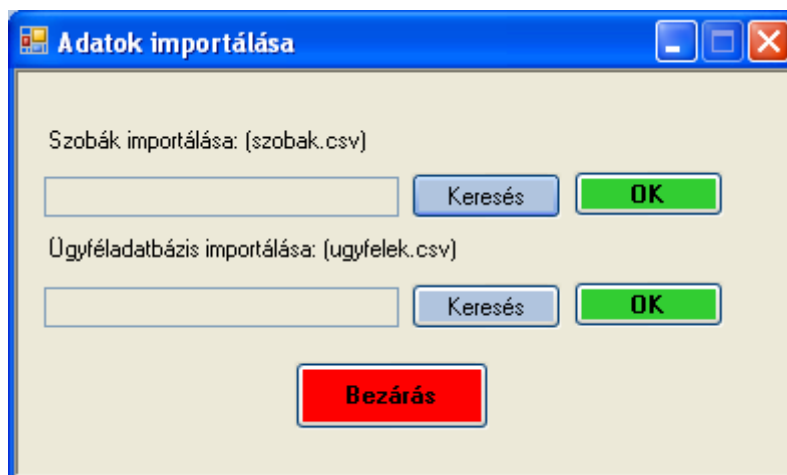 Adatok importálása
Szobák importálása: (szobak.csv)
Keresés OK
Ügyféladatbázis importálása: (ugyfelek.csv)
Keresés OK
Bezárás